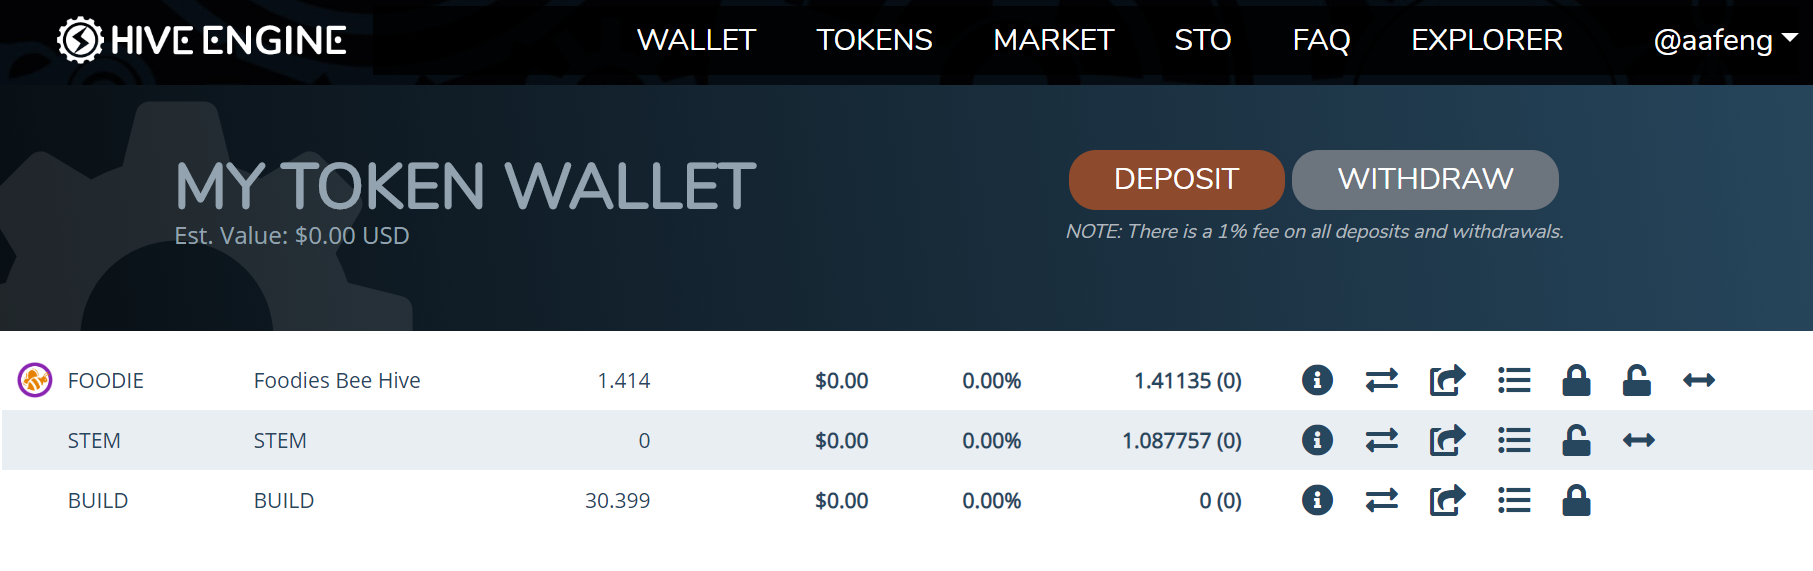 HIVE ENGINE WALLET TOKENS MARKET STO FAQ EXPLORER @aafeng
MY TOKEN WALLET
Est. Value: $0.00 USD
DEPOSIT WITHDRAW
NOTE: There is a 1% fee on all deposits and withdrawals.
FOODIE Foodies Bee Hive 1.414 $0.00 0.00% 1.41135 (0)
STEM STEM 0 $0.00 0.00% 1.087757 (0)
BUILD BUILD 30.399 $0.00 0.00% 0 (0)